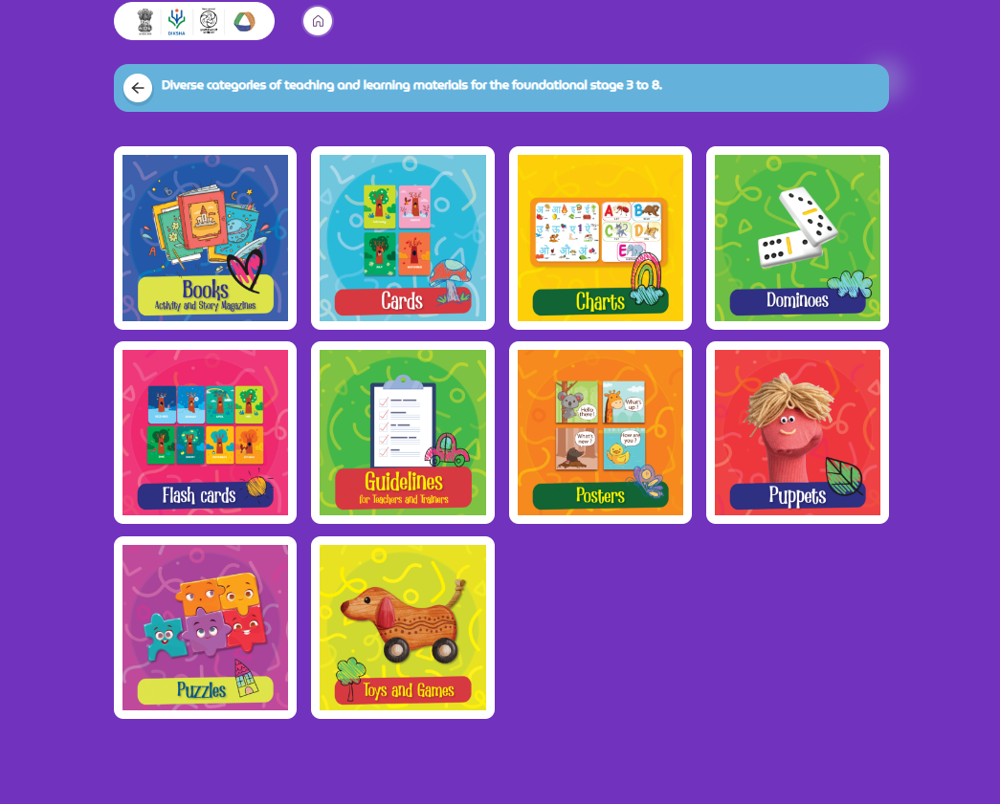 DIKSHA
Diverse categories of teaching and learning materials for the foundational stage 3 to 8.
Books
Activity and Story Magazines
Cards
A B
C D
E
Charts
Dominoes
Flash cards
Guidelines
for Teachers and Trainers
Hello there!
What's up?
What's new?
How are you?
Posters
Puppets
Puzzles
Toys and Games